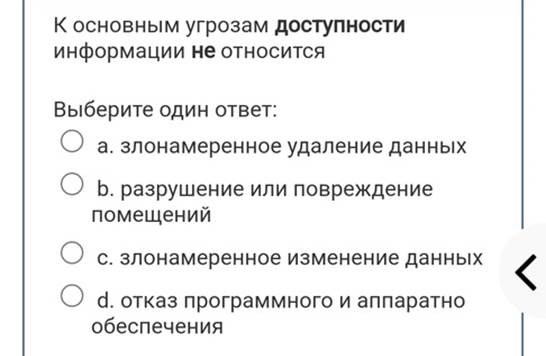 К основным угрозам доступности
информации не относится
Выберите один ответ:
a. злонамеренное удаление данных
b. разрушение или повреждение
помещений
c. злонамеренное изменение данных
d. отказ программного и аппаратно
обеспечения